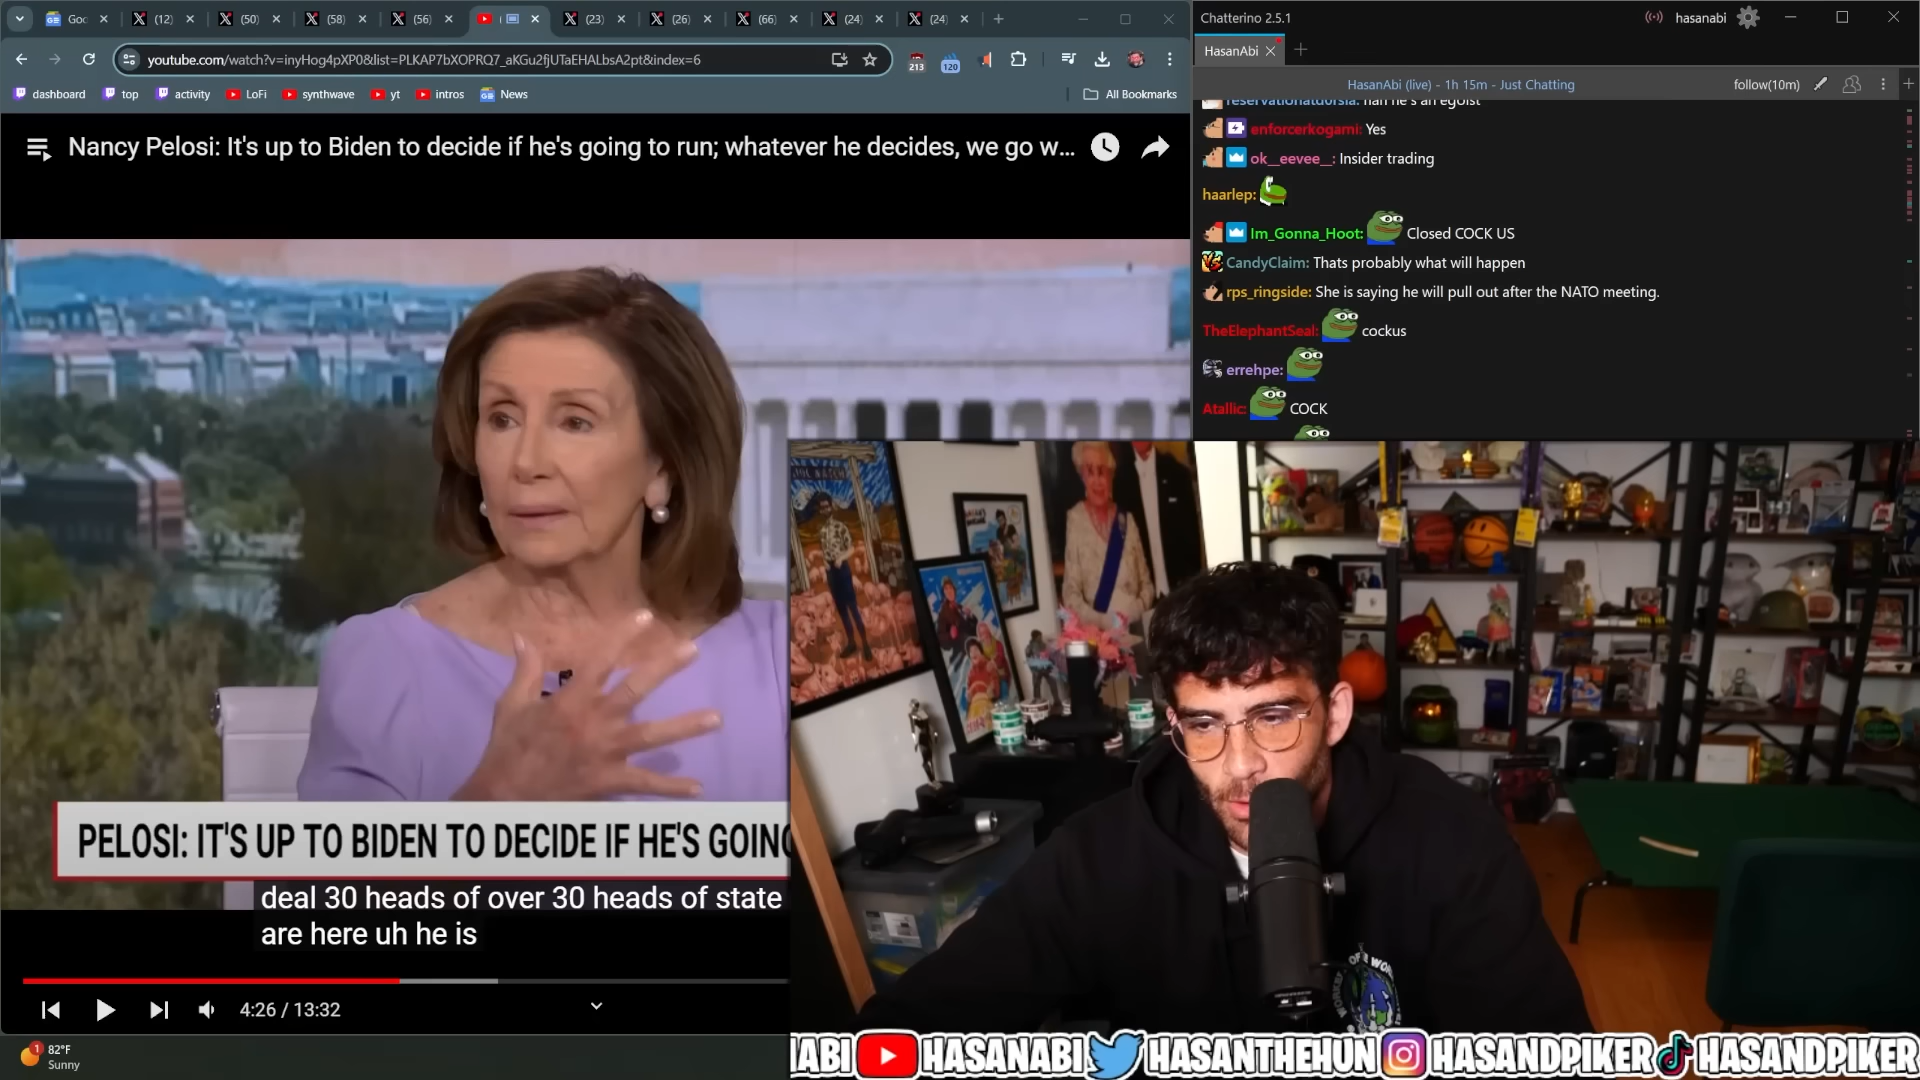 Goo
(12)
(50)
(58)
(56)
(23)
(26)
(66)
(24)
(24)
youtube.com/watch?v=inyHog4pXP0&list=PLKAP7bXOPRQ7_aKGu2fjUTaEHALbsA2pt&index=6
213
120
dashboard
top
activity
LoFi
synthwave
yt
intros
News
All Bookmarks
Nancy Pelosi: It's up to Biden to decide if he's going to run; whatever he decides, we go w...
PELOSI: IT'S UP TO BIDEN TO DECIDE IF HE'S GOING
deal 30 heads of over 30 heads of state
are here uh he is
4:26 / 13:32
1
82°F
Sunny
Chatterino 2.5.1
hasanabi
HasanAbi
HasanAbi (live) - 1h 15m - Just Chatting
follow(10m)
nah he's an egoist
enforcerkogami: Yes
ok__eevee__: Insider trading
haarlep:
Im_Gonna_Hoot: Closed COCK US
CandyClaim: Thats probably what will happen
rps_ringside: She is saying he will pull out after the NATO meeting.
TheElephantSeal: cockus
errehpe:
Atallic: COCK
ABI HASANABI HASANTHEHUN HASANDPIKER HASANDPIKER